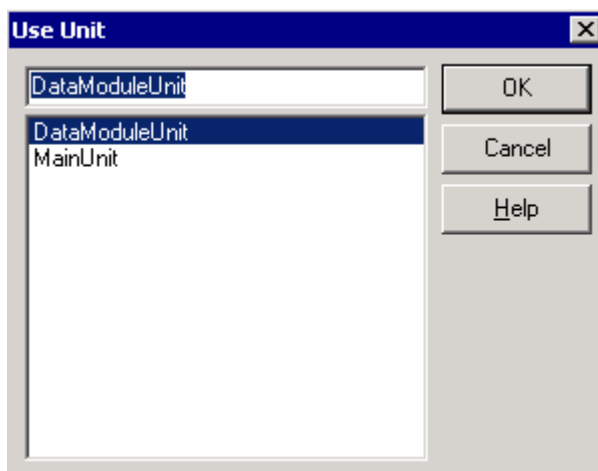 Use Unit
DataModuleUnit
OK
DataModuleUnit
MainUnit
Cancel
Help